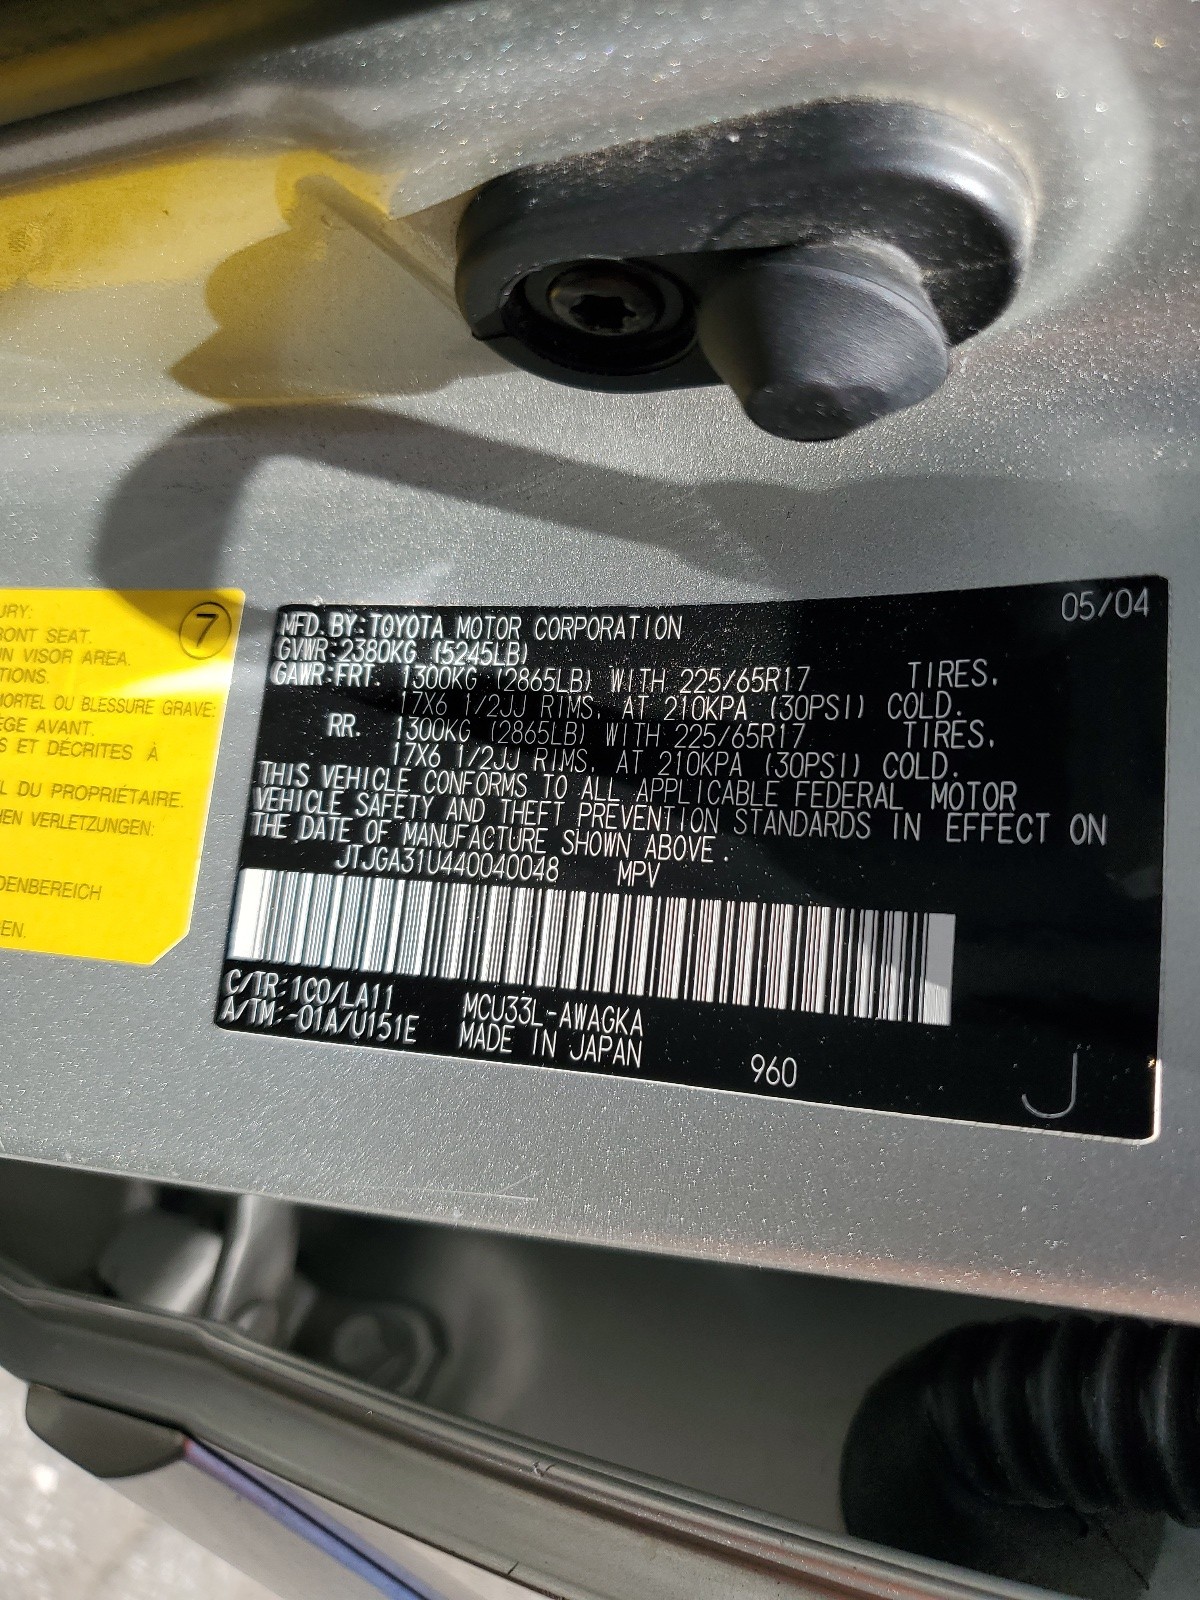 URY:
RONT SEAT.
UN VISOR AREA.
TIONS.
MORTEL OU BLESSURE GRAVE:
ÈGE AVANT.
S ET DÉCRITES À
L DU PROPRIÉTAIRE.
HEN VERLETZUNGEN:
DENBEREICH
EN.
7
05/04
MFD. BY: TOYOTA MOTOR CORPORATION
GVWR: 2380KG (5245LB)
GAWR: FRT. 1300KG (2865LB) WITH 225/65R17 TIRES,
17X6 1/2JJ RIMS, AT 210KPA (30PSI) COLD.
RR. 1300KG (2865LB) WITH 225/65R17 TIRES,
17X6 1/2JJ RIMS, AT 210KPA (30PSI) COLD.
THIS VEHICLE CONFORMS TO ALL APPLICABLE FEDERAL MOTOR
VEHICLE SAFETY AND THEFT PREVENTION STANDARDS IN EFFECT ON
THE DATE OF MANUFACTURE SHOWN ABOVE.
JTJGA31U440040048 MPV
C/TR: 1C0/LA11 MCU33L-AWAGKA
A/TM: -01A/U151E MADE IN JAPAN 960 J